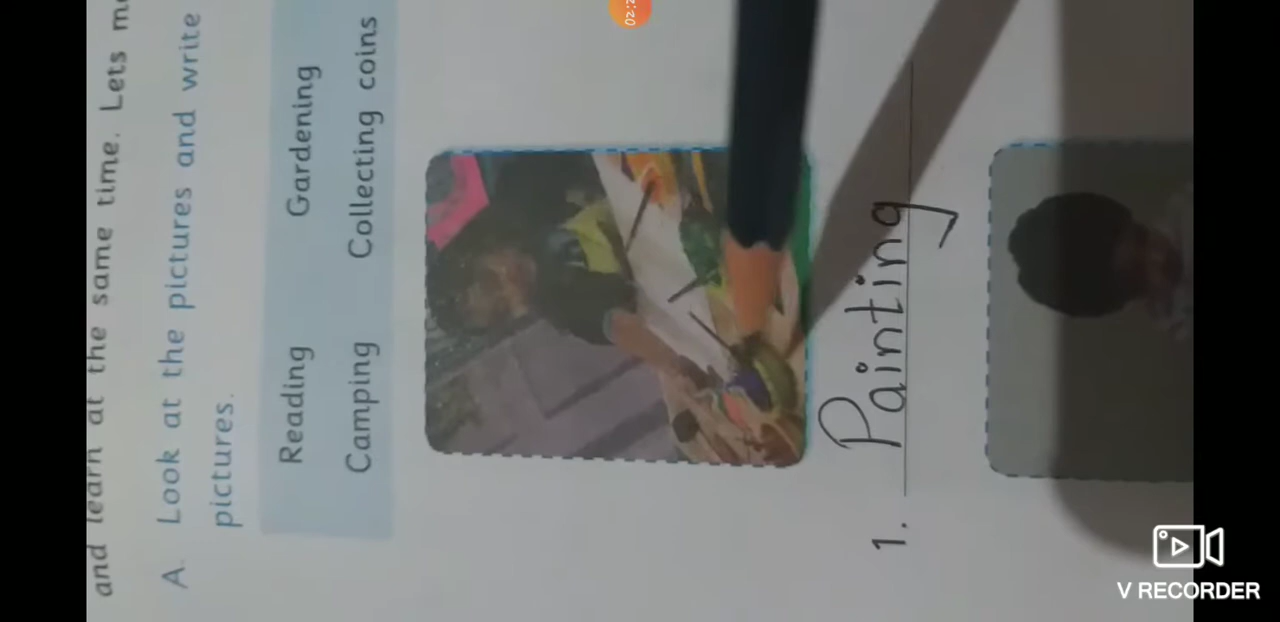 and learn at the same time. Lets
A. Look at the pictures and write
pictures.
Reading Gardening
Camping Collecting coins
1. Painting
V RECORDER